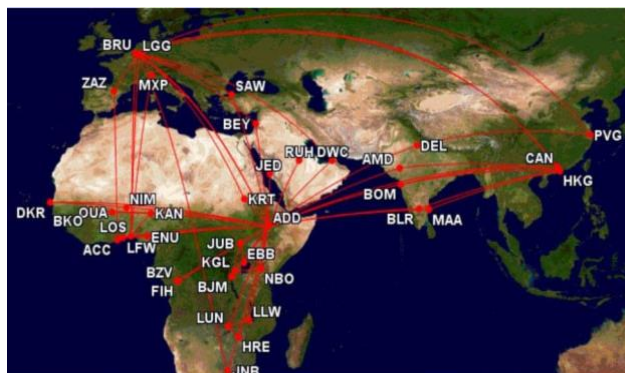 BRU LGG
ZAZ
MXP
SAW
BEY
PVG
RUH DWC
AMD
DEL
CAN
HKG
JED
BOM
KRT
DKR
NIM
BKO
OUA
KAN
ADD
BLR
MAA
LOS
ACC
LFW
ENU
JUB
EBB
KGL
NBO
BZV
BJM
FIH
LLW
LUN
HRE
JNB